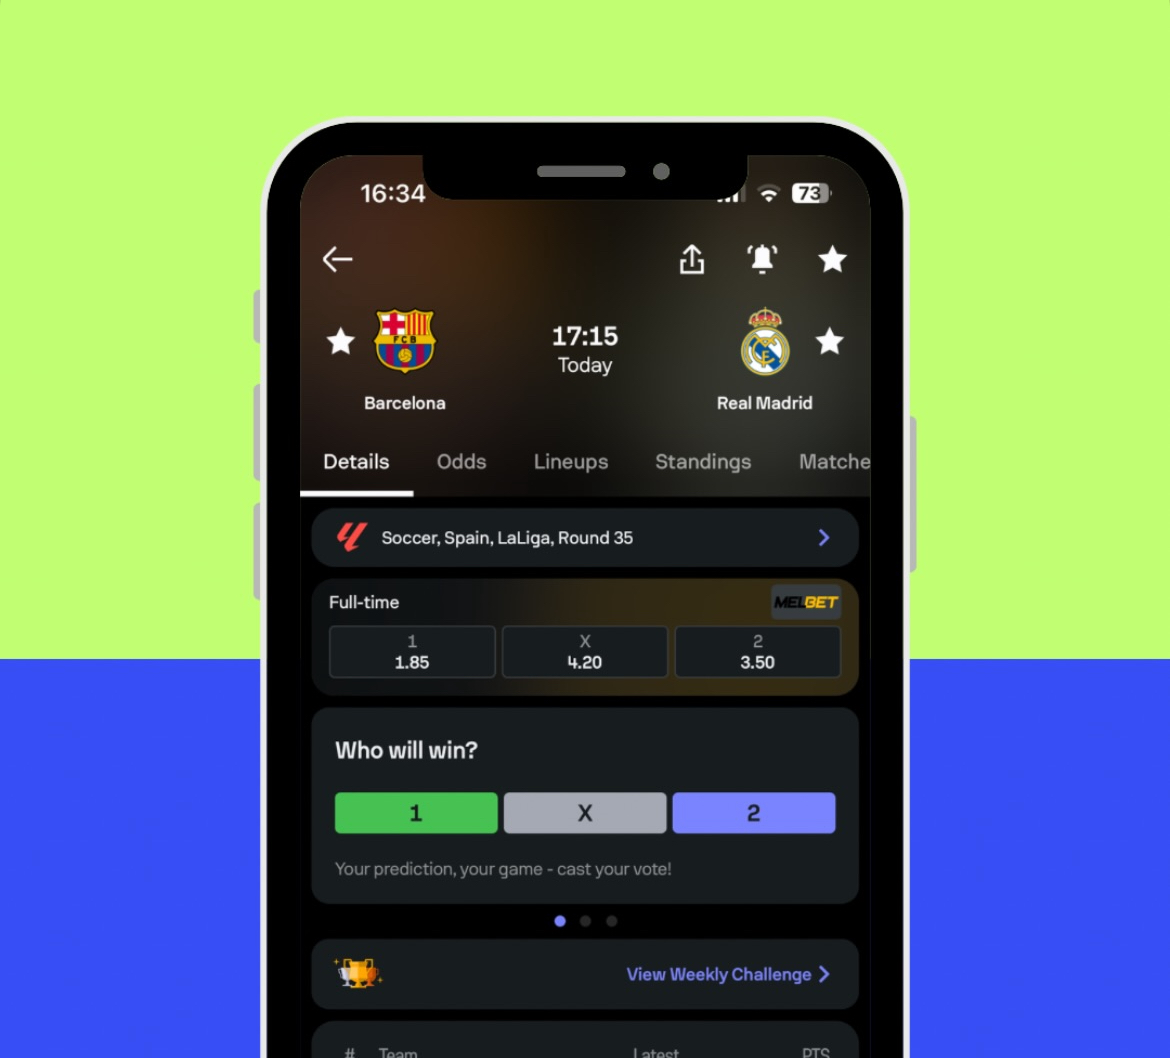 16:34
73
17:15
Today
FCB
Barcelona
Real Madrid
Details Odds Lineups Standings Matche
Soccer, Spain, LaLiga, Round 35
Full-time
MELBET
1 X 2
1.85 4.20 3.50
Who will win?
1 X 2
Your prediction, your game - cast your vote!
View Weekly Challenge
# Team Latest PTS